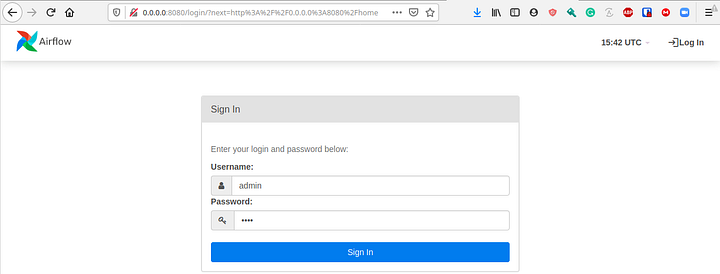 0.0.0.0:8080/login/?next=http%3A%2F%2F0.0.0.0%3A8080%2Fhome
Airflow
15:42 UTC
Log In
Sign In
Enter your login and password below:
Username:
admin
Password:
••••
Sign In